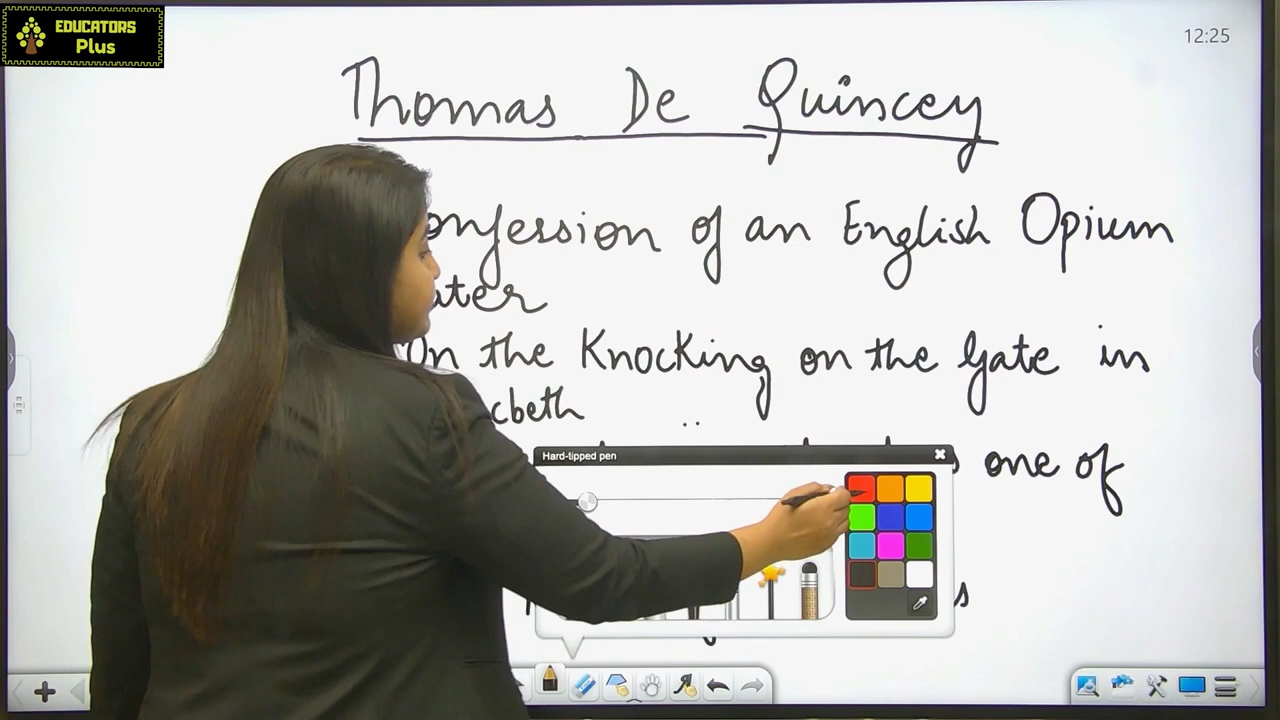 EDUCATORS
Plus
12:25
Thomas De Quincey
onfession of an English Opium
ater
On the Knocking on the Gate in
cbeth
Hard-tipped pen
one of
s